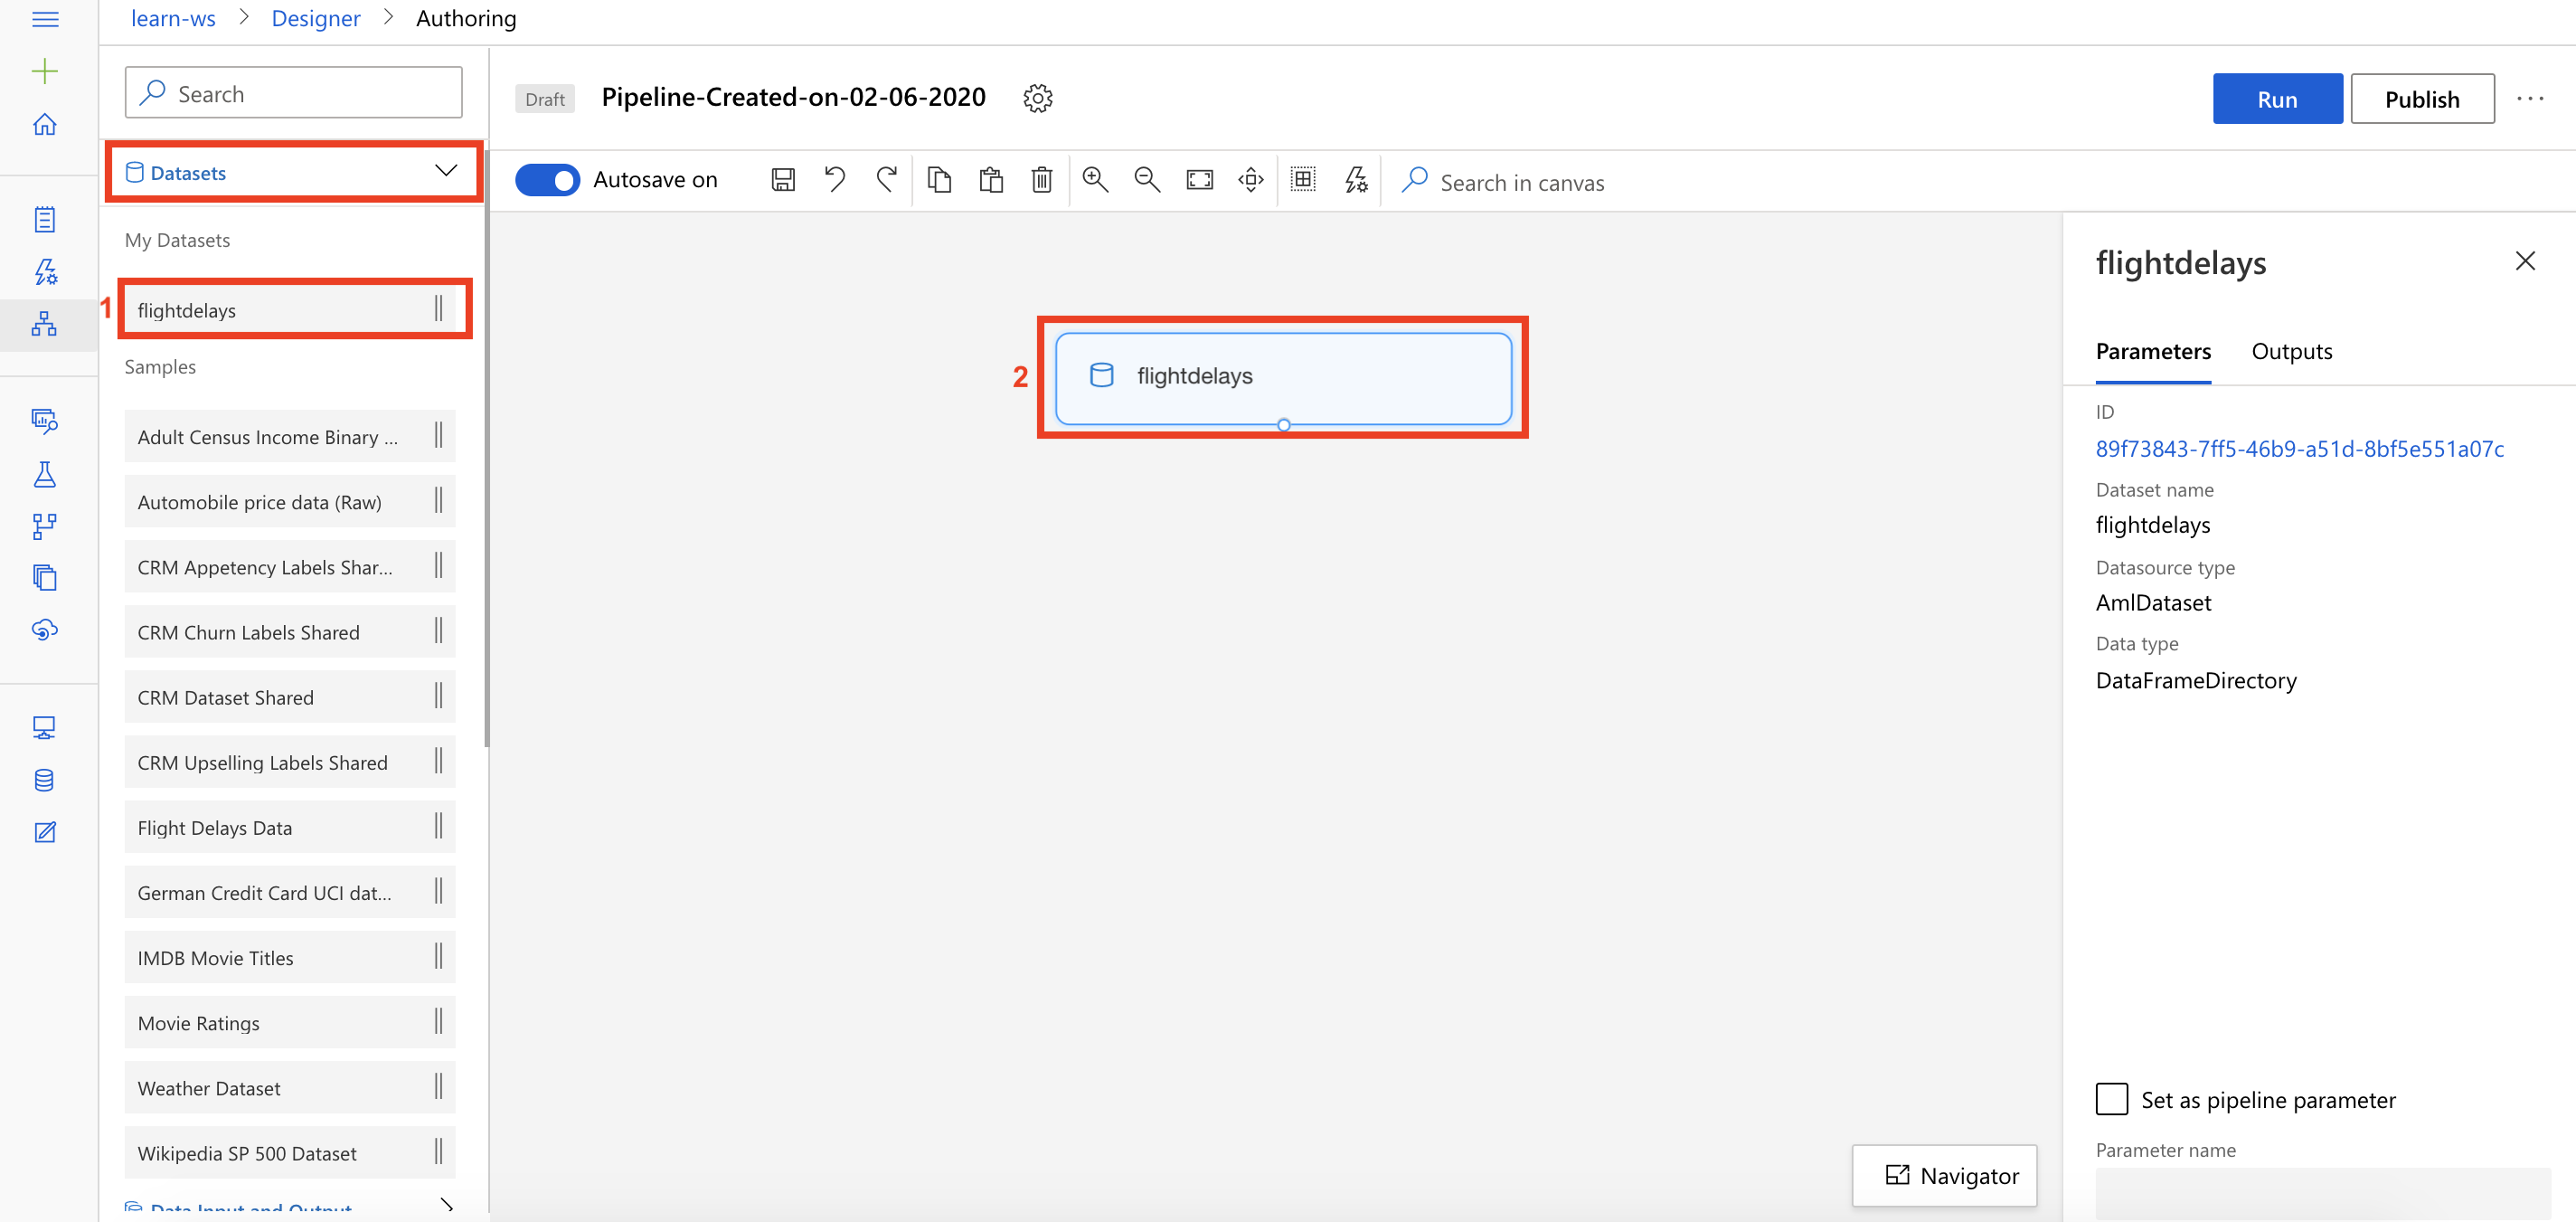 learn-ws > Designer > Authoring
Search
Draft Pipeline-Created-on-02-06-2020
Run
Publish
...
Datasets
Autosave on
Search in canvas
My Datasets
1 flightdelays
Samples
Adult Census Income Binary ...
Automobile price data (Raw)
CRM Appetency Labels Shar...
CRM Churn Labels Shared
CRM Dataset Shared
CRM Upselling Labels Shared
Flight Delays Data
German Credit Card UCI dat...
IMDB Movie Titles
Movie Ratings
Weather Dataset
Wikipedia SP 500 Dataset
Data Input and Output
2 flightdelays
Navigator
flightdelays
Parameters Outputs
ID
89f73843-7ff5-46b9-a51d-8bf5e551a07c
Dataset name
flightdelays
Datasource type
AmlDataset
Data type
DataFrameDirectory
Set as pipeline parameter
Parameter name